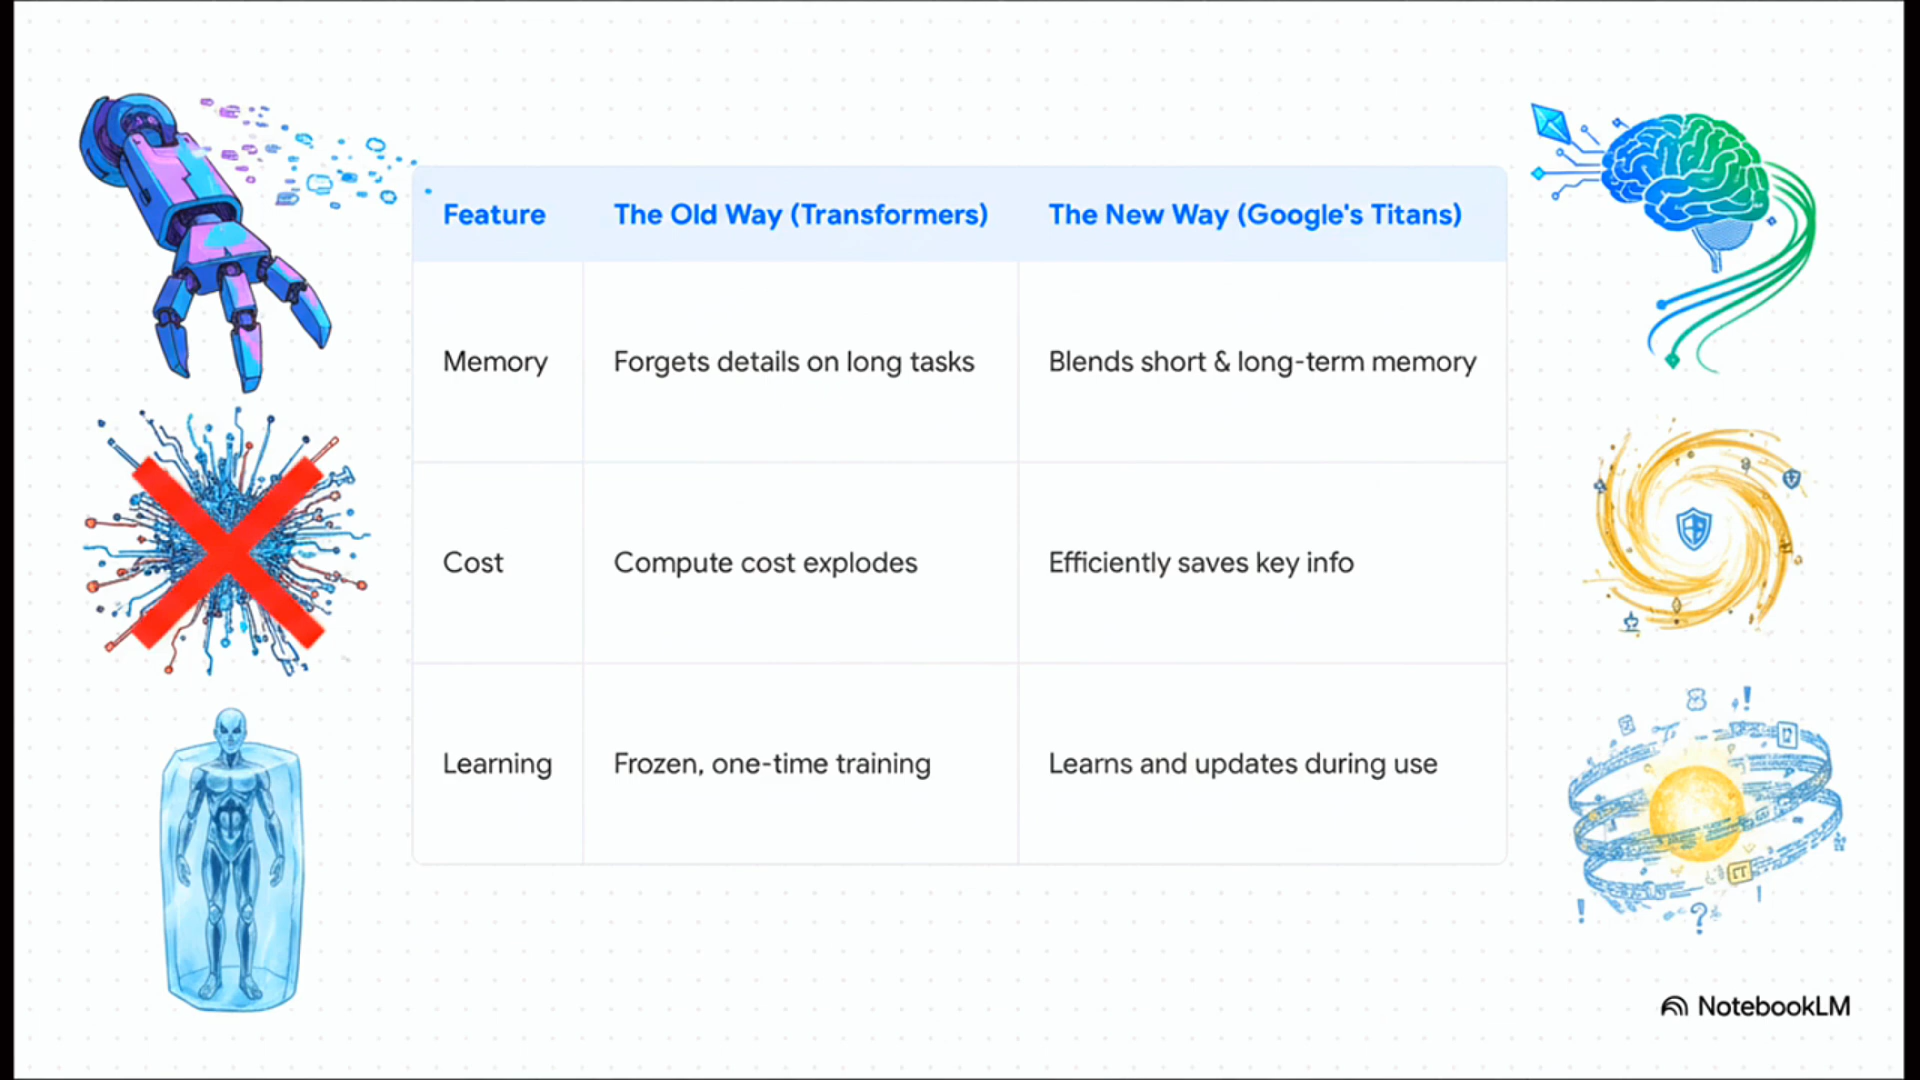 Feature The Old Way (Transformers) The New Way (Google's Titans)
Memory Forgets details on long tasks Blends short & long-term memory
Cost Compute cost explodes Efficiently saves key info
Learning Frozen, one-time training Learns and updates during use
NotebookLM